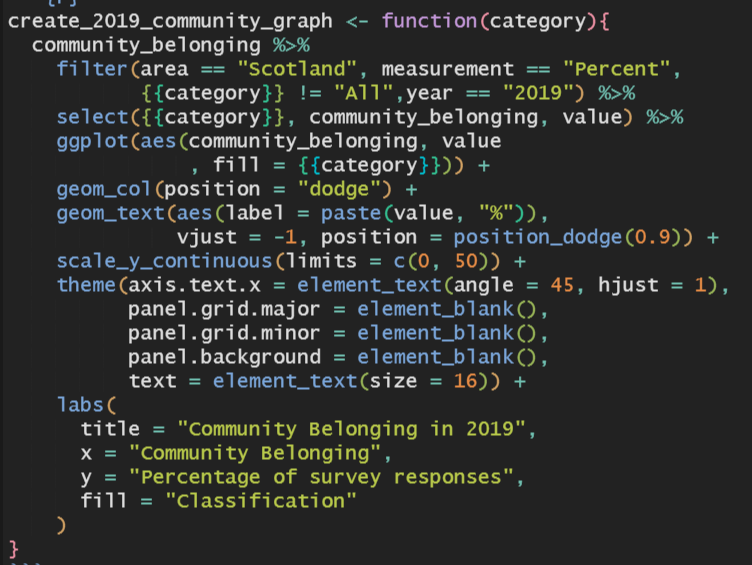 create_2019_community_graph <- function(category){
  community_belonging %>%
    filter(area == "Scotland", measurement == "Percent",
           {{category}} != "All",year == "2019") %>%
    select({{category}}, community_belonging, value) %>%
    ggplot(aes(community_belonging, value
               , fill = {{category}})) +
    geom_col(position = "dodge") +
    geom_text(aes(label = paste(value, "%")),
              vjust = -1, position = position_dodge(0.9)) +
    scale_y_continuous(limits = c(0, 50)) +
    theme(axis.text.x = element_text(angle = 45, hjust = 1),
          panel.grid.major = element_blank(),
          panel.grid.minor = element_blank(),
          panel.background = element_blank(),
          text = element_text(size = 16)) +
    labs(
      title = "Community Belonging in 2019",
      x = "Community Belonging",
      y = "Percentage of survey responses",
      fill = "Classification"
    )
}